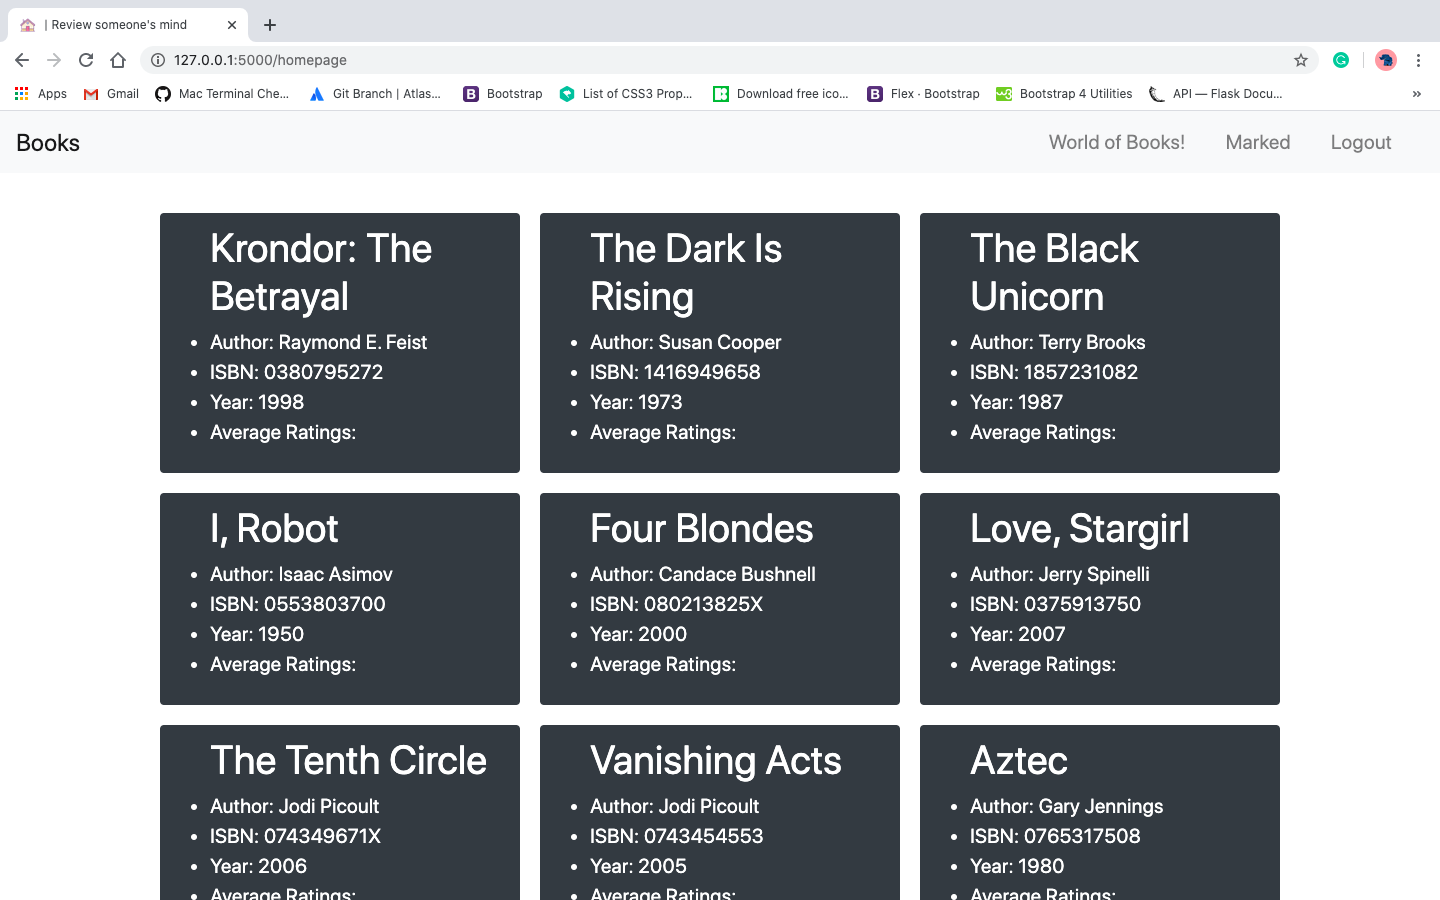 | Review someone's mind
127.0.0.1:5000/homepage
Apps
Gmail
Mac Terminal Che...
Git Branch | Atlas...
Bootstrap
List of CSS3 Prop...
Download free ico...
Flex · Bootstrap
Bootstrap 4 Utilities
API — Flask Docu...
»
Books
World of Books!
Marked
Logout
Krondor: The
Betrayal
• Author: Raymond E. Feist
• ISBN: 0380795272
• Year: 1998
• Average Ratings:
The Dark Is
Rising
• Author: Susan Cooper
• ISBN: 1416949658
• Year: 1973
• Average Ratings:
The Black
Unicorn
• Author: Terry Brooks
• ISBN: 1857231082
• Year: 1987
• Average Ratings:
I, Robot
• Author: Isaac Asimov
• ISBN: 0553803700
• Year: 1950
• Average Ratings:
Four Blondes
• Author: Candace Bushnell
• ISBN: 080213825X
• Year: 2000
• Average Ratings:
Love, Stargirl
• Author: Jerry Spinelli
• ISBN: 0375913750
• Year: 2007
• Average Ratings:
The Tenth Circle
• Author: Jodi Picoult
• ISBN: 074349671X
• Year: 2006
• Average Ratings:
Vanishing Acts
• Author: Jodi Picoult
• ISBN: 0743454553
• Year: 2005
• Average Ratings:
Aztec
• Author: Gary Jennings
• ISBN: 0765317508
• Year: 1980
• Average Ratings: